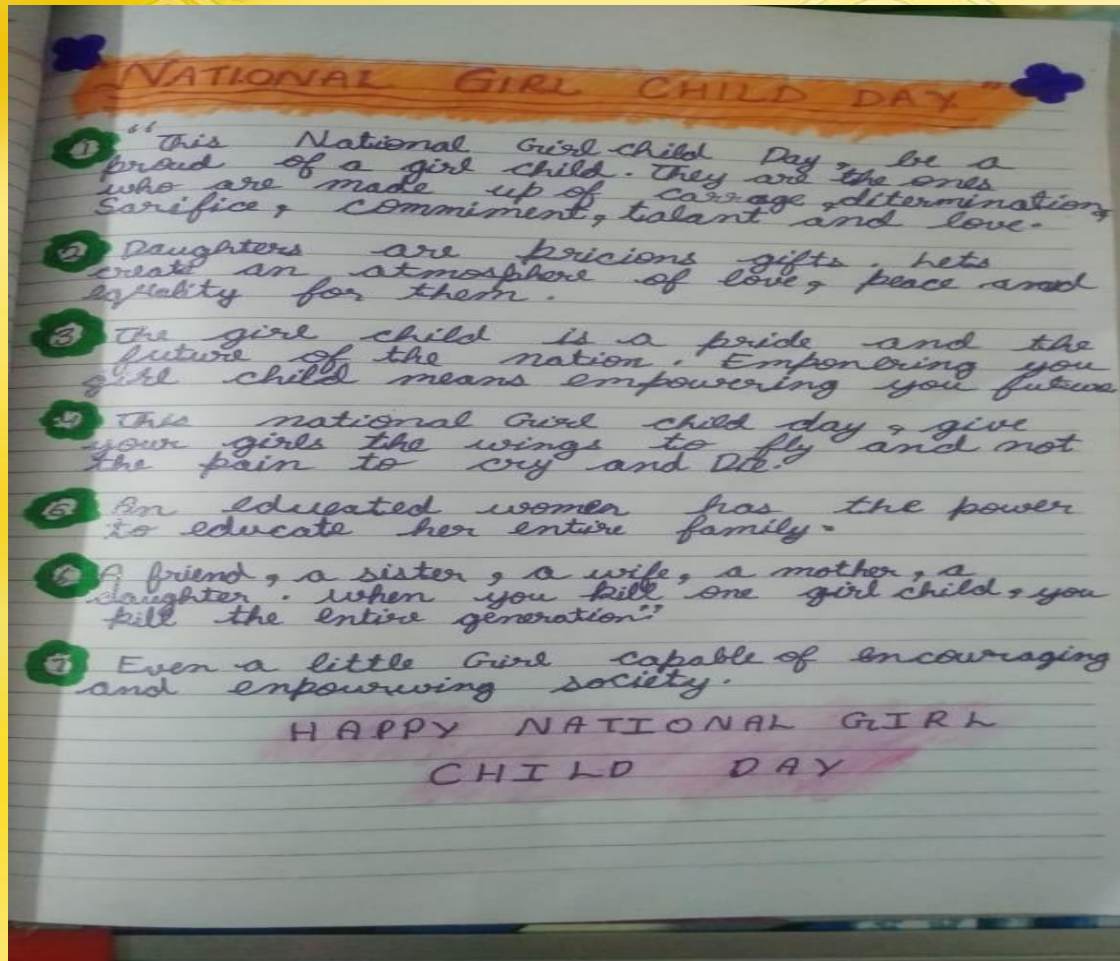 "NATIONAL GIRL CHILD DAY"
1 "This National Girl child Day, be a
proud of a girl child. They are the ones
who are made up of carrage, ditermination,
Sarifice, commiment, talant and love.
2 Daughters are pricions gifts. Lets
create an atmosphere of love, peace and
equality for them.
3 The girl child is a pride and the
future of the nation. Emponering you
girl child means empowering you future
4 This national Girl child day, give
your girls the wings to fly and not
the pain to cry and Die.
5 An educated women has the power
to educate her entire family.
6 A friend, a sister, a wife, a mother, a
daughter. when you kill one girl child, you
kill the entire generation"
7 Even a little Girl capable of encouraging
and enpouwving society.
HAPPY NATIONAL GIRL
CHILD DAY